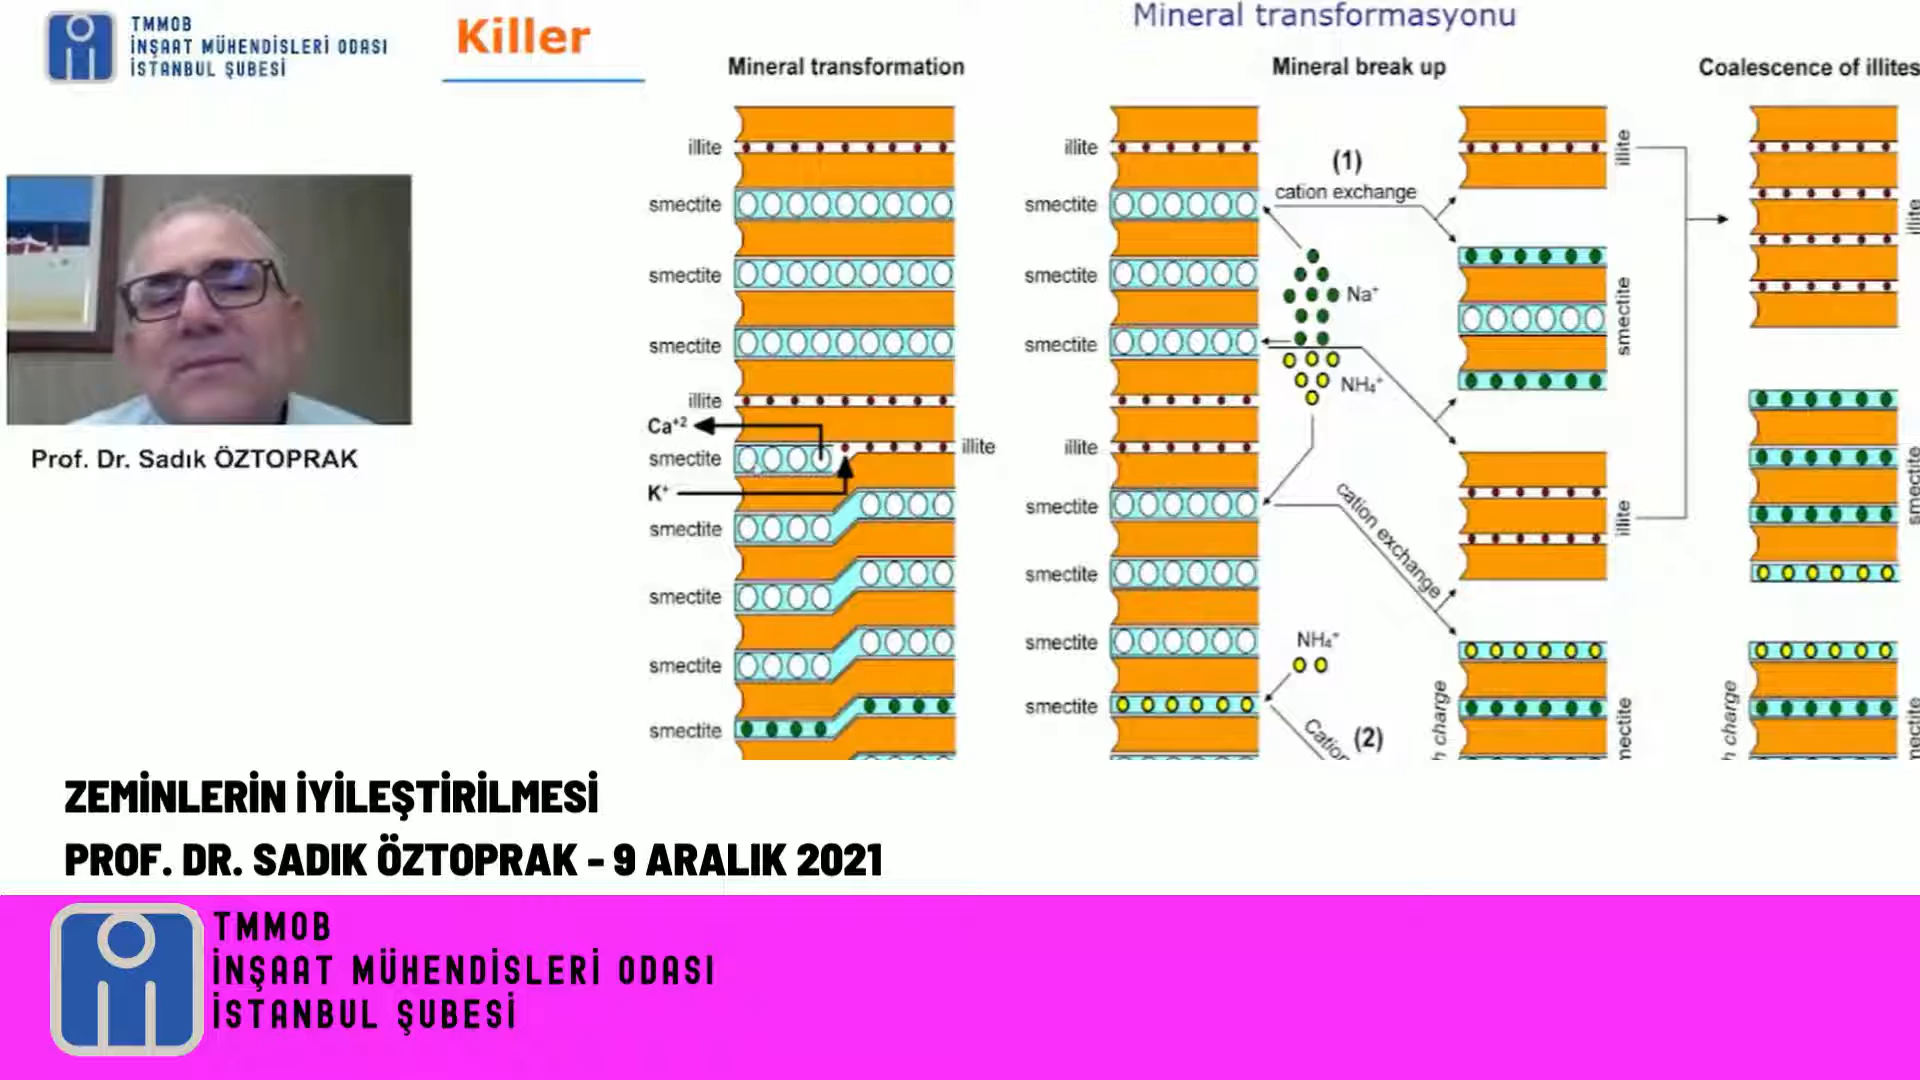 TMMOB
İNŞAAT MÜHENDİSLERİ ODASI
İSTANBUL ŞUBESİ
Killer
Mineral transformasyonu
Mineral transformation
Mineral break up
Coalescence of illites
illite
smectite
smectite
smectite
illite
Ca+2
smectite
illite
K+
smectite
smectite
smectite
smectite
illite
smectite
smectite
smectite
illite
smectite
smectite
smectite
smectite
(1)
cation exchange
Na+
NH4+
cation exchange
NH4+
(2)
Cation
illite
smectite
illite
charge
illite
smectite
charge
Prof. Dr. Sadık ÖZTOPRAK
ZEMİNLERİN İYİLEŞTİRİLMESİ
PROF. DR. SADIK ÖZTOPRAK - 9 ARALIK 2021
TMMOB
İNŞAAT MÜHENDİSLERİ ODASI
İSTANBUL ŞUBESİ